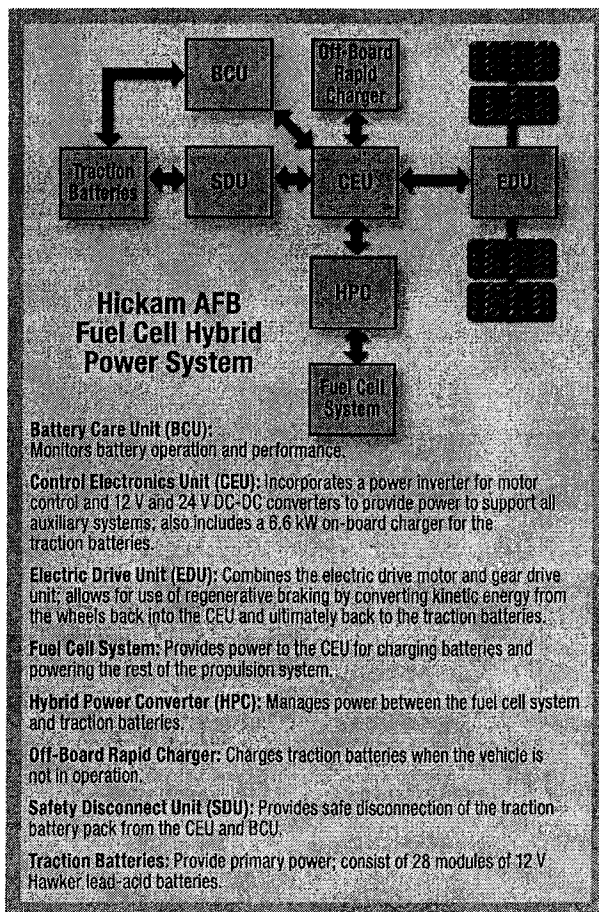 BCU
Off-Board
Rapid
Charger
Traction
Batteries
SDU
CEU
EDU
HPC
Fuel Cell
System
Hickam AFB
Fuel Cell Hybrid
Power System
Battery Care Unit (BCU):
Monitors battery operation and performance.
Control Electronics Unit (CEU): Incorporates a power inverter for motor
control and 12 V and 24 V DC-DC converters to provide power to support all
auxiliary systems; also includes a 6.6 kW on-board charger for the
traction batteries.
Electric Drive Unit (EDU): Combines the electric drive motor and gear drive
unit; allows for use of regenerative braking by converting kinetic energy from
the wheels back into the CEU and ultimately back to the traction batteries.
Fuel Cell System: Provides power to the CEU for charging batteries and
powering the rest of the propulsion system.
Hybrid Power Converter (HPC): Manages power between the fuel cell system
and traction batteries.
Off-Board Rapid Charger: Charges traction batteries when the vehicle is
not in operation.
Safety Disconnect Unit (SDU): Provides safe disconnection of the traction
battery pack from the CEU and BCU.
Traction Batteries: Provide primary power; consist of 28 modules of 12 V
Hawker lead-acid batteries.